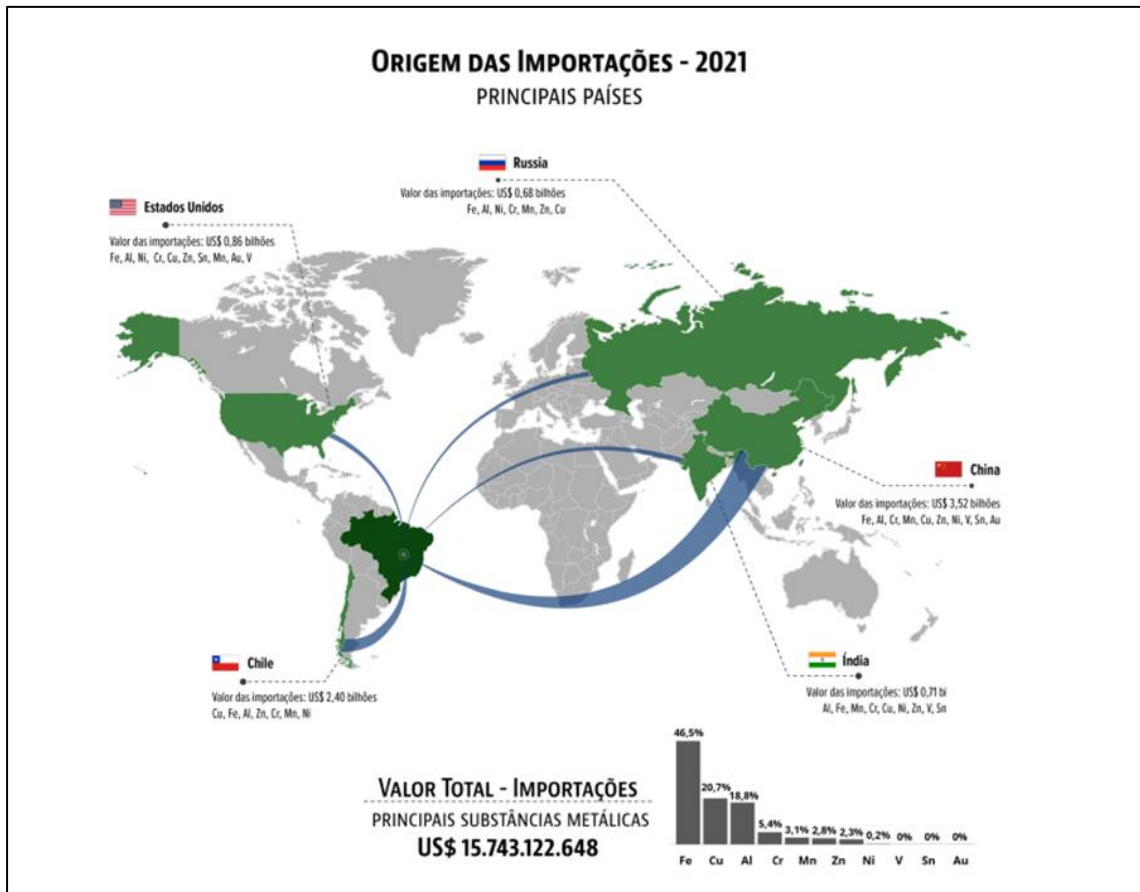 ORIGEM DAS IMPORTAÇÕES - 2021
PRINCIPAIS PAÍSES
Russia
Valor das importações: US$ 0,68 bilhões
Fe, Al, Ni, Cr, Mn, Zn, Cu
Estados Unidos
Valor das importações: US$ 0,86 bilhões
Fe, Al, Ni, Cr, Cu, Zn, Sn, Mn, Au, V
China
Valor das importações: US$ 3,52 bilhões
Fe, Al, Cr, Mn, Cu, Zn, Ni, V, Sn, Au
Chile
Valor das importações: US$ 2,40 bilhões
Cu, Fe, Al, Zn, Cr, Mn, Ni
Índia
Valor das importações: US$ 0,71 bi
Al, Fe, Mn, Cr, Cu, Ni, Zn, V, Sn
VALOR TOTAL - IMPORTAÇÕES
PRINCIPAIS SUBSTÂNCIAS METÁLICAS
US$ 15.743.122.648
46,5% 20,7% 18,8% 5,4% 3,1% 2,8% 2,3% 0,2% 0% 0% 0%
Fe Cu Al Cr Mn Zn Ni V Sn Au